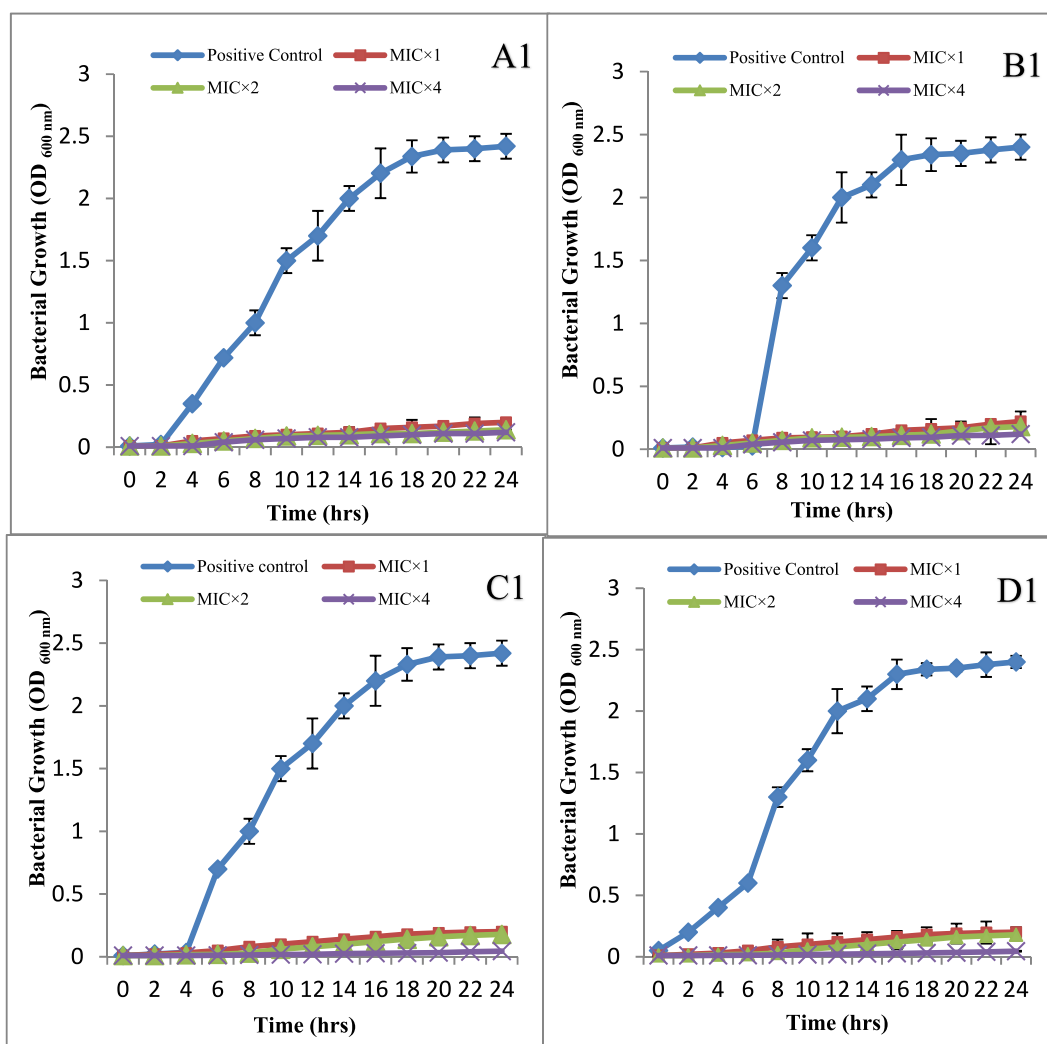 A1
Positive Control MIC×1
MIC×2 MIC×4
Bacterial Growth (OD 600 nm)
3
2.5
2
1.5
1
0.5
0
0 2 4 6 8 10 12 14 16 18 20 22 24
Time (hrs)
B1
Positive Control MIC×1
MIC×2 MIC×4
Bacterial Growth (OD 600 nm)
3
2.5
2
1.5
1
0.5
0
0 2 4 6 8 10 12 14 16 18 20 22 24
Time (hrs)
C1
Positive control MIC×1
MIC×2 MIC×4
Bacterial Growth (OD 600 nm)
3
2.5
2
1.5
1
0.5
0
0 2 4 6 8 10 12 14 16 18 20 22 24
Time (hrs)
D1
Positive Control MIC×1
MIC×2 MIC×4
Bacterial Growth (OD 600 nm)
3
2.5
2
1.5
1
0.5
0
0 2 4 6 8 10 12 14 16 18 20 22 24
Time (hrs)